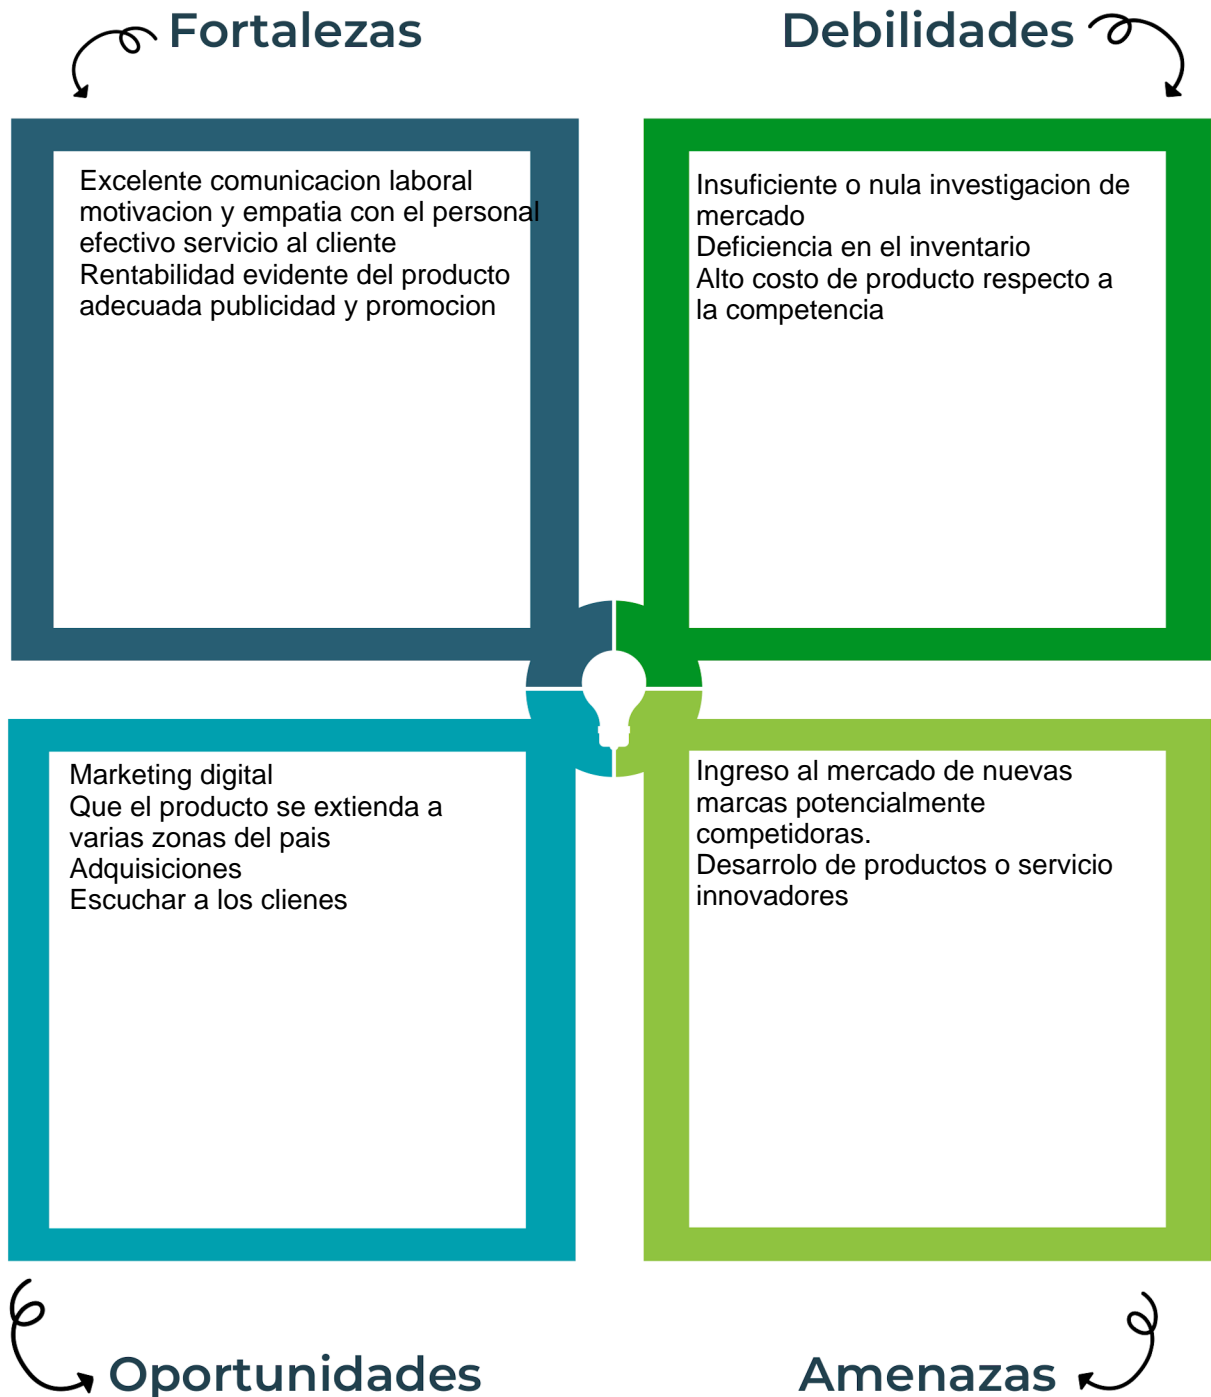 Fortalezas
Excelente comunicacion laboral
motivacion y empatia con el personal
efectivo servicio al cliente
Rentabilidad evidente del producto
adecuada publicidad y promocion
Debilidades
Insuficiente o nula investigacion de
mercado
Deficiencia en el inventario
Alto costo de producto respecto a
la competencia
Marketing digital
Que el producto se extienda a
varias zonas del pais
Adquisiciones
Escuchar a los clienes
Oportunidades
Ingreso al mercado de nuevas
marcas potencialmente
competidoras.
Desarrolo de productos o servicio
innovadores
Amenazas